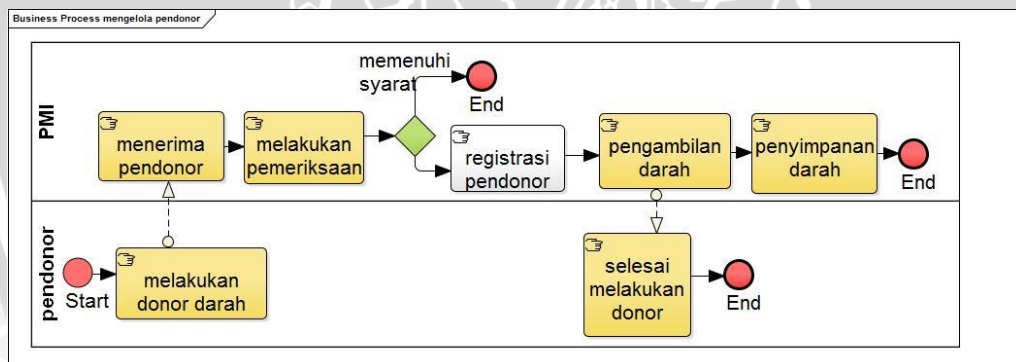 Business Process mengelola pendonor
PMI
menerima
pendonor
melakukan
pemeriksaan
memenuhi
syarat
End
registrasi
pendonor
pengambilan
darah
penyimpanan
darah
End
pendonor
Start
melakukan
donor darah
selesai
melakukan
donor
End